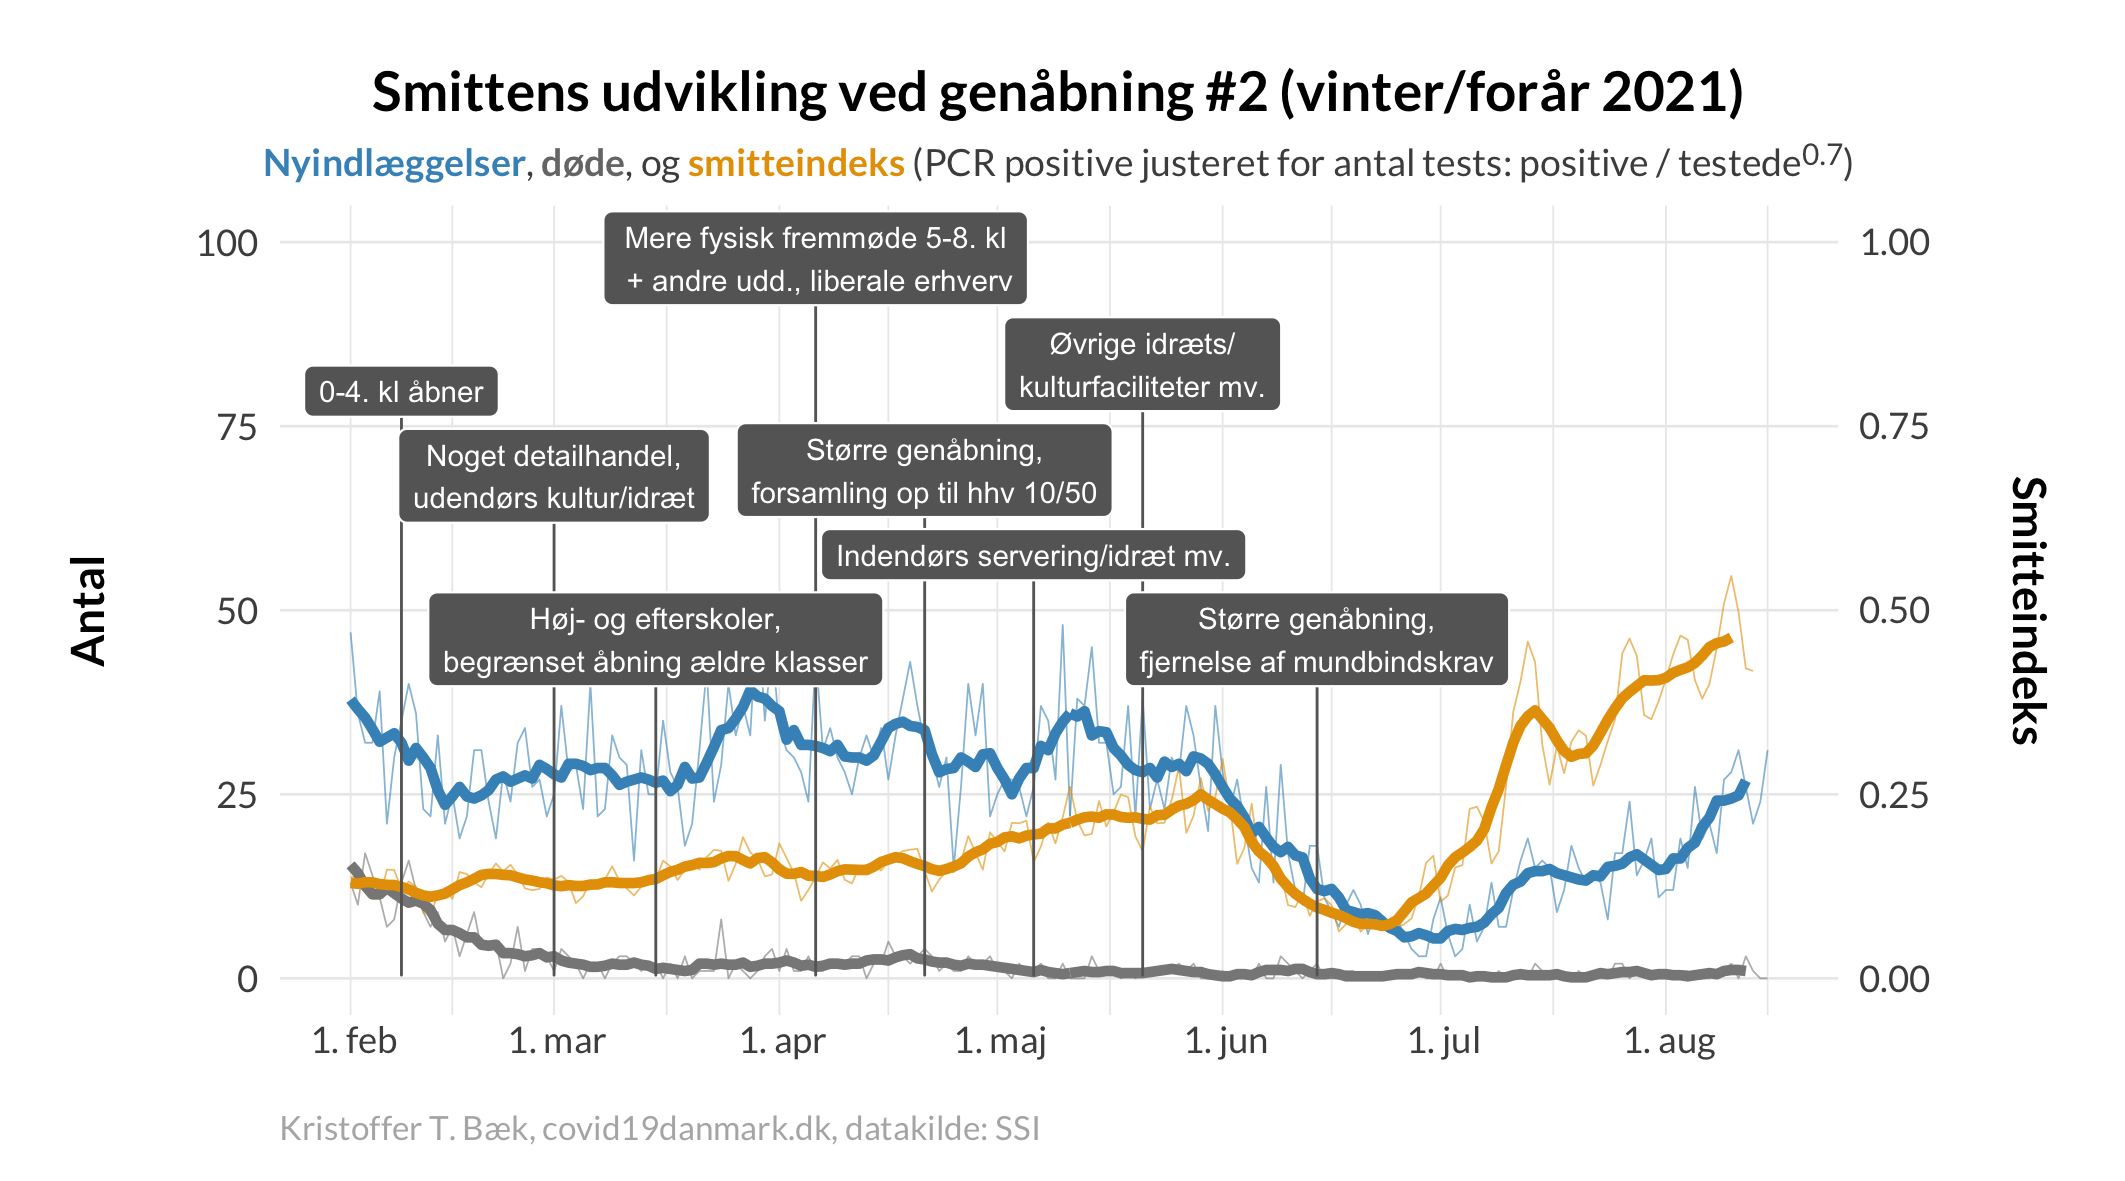 Smittens udvikling ved genåbning #2 (vinter/forår 2021)
Nyindlæggelser, døde, og smitteindeks (PCR positive justeret for antal tests: positive / testede^0.7)
Antal
100
75
50
25
0
1.00
0.75
0.50
0.25
0.00
Smitteindeks
Mere fysisk fremmøde 5-8. kl
+ andre udd., liberale erhverv
Øvrige idræts/
kulturfaciliteter mv.
0-4. kl åbner
Noget detailhandel,
udendørs kultur/idræt
Større genåbning,
forsamling op til hhv 10/50
Indendørs servering/idræt mv.
Høj- og efterskoler,
begrænset åbning ældre klasser
Større genåbning,
fjernelse af mundbindskrav
1. feb
1. mar
1. apr
1. maj
1. jun
1. jul
1. aug
Kristoffer T. Bæk, covid19danmark.dk, datakilde: SSI